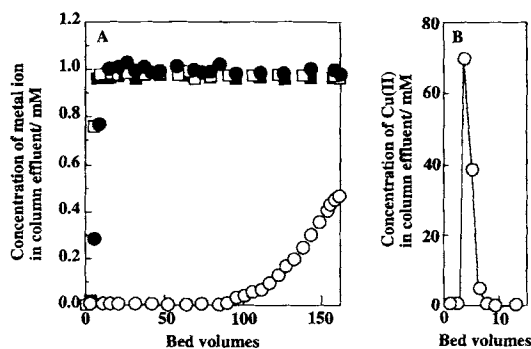 A
Concentration of metal ion
in column effluent/ mM
1.2
1.0
0.8
0.6
0.4
0.2
0.0
0
50
100
150
Bed volumes
B
Concentration of Cu(II)
in column effluent/ mM
80
60
40
20
0
0
10
Bed volumes